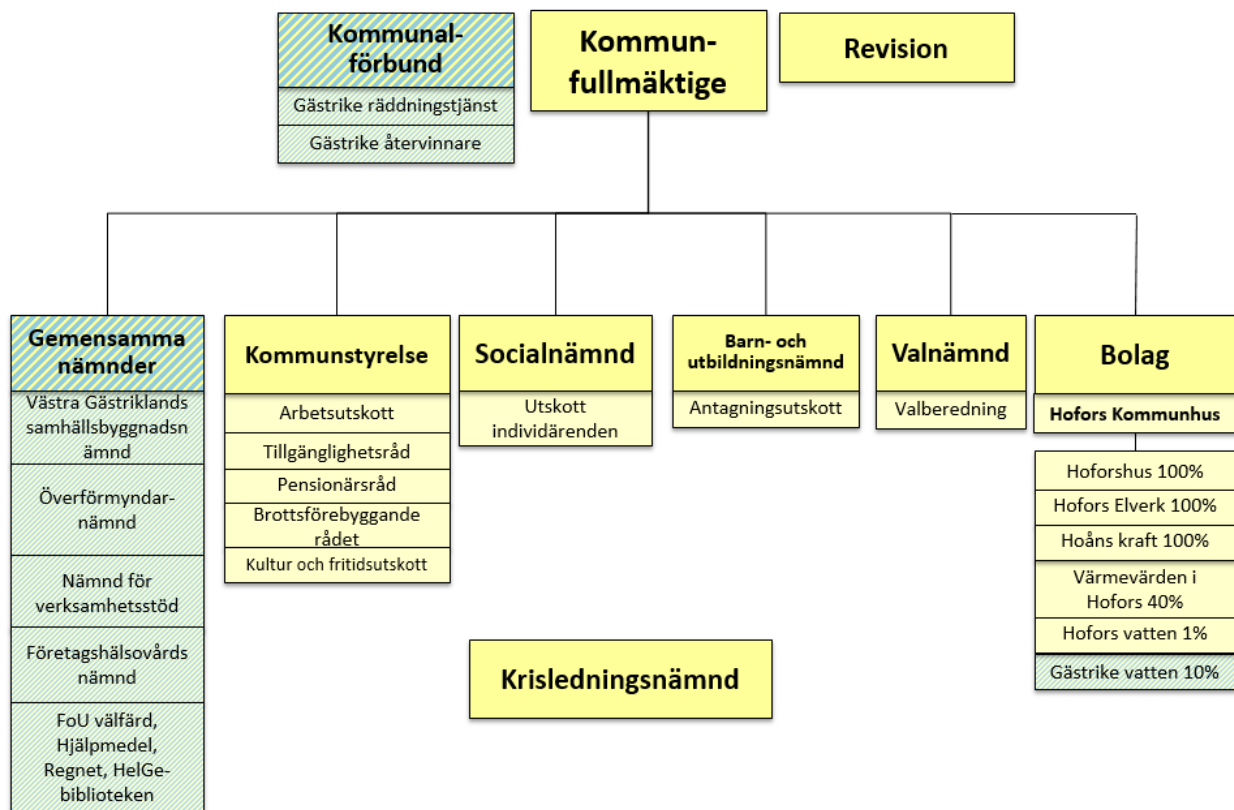 Kommunal-
förbund
Gästrike räddningstjänst
Gästrike återvinnare
Kommun-
fullmäktige
Revision
Gemensamma
nämnder
Västra Gästriklands
samhällsbyggnadsn
ämnd
Överförmyndar-
nämnd
Nämnd för
verksamhetsstöd
Företagshälsovårds
nämnd
FoU välfärd,
Hjälpmedel,
Regnet, HelGe-
biblioteken
Kommunstyrelse
Arbetsutskott
Tillgänglighetsråd
Pensionärsråd
Brottsförebyggande
rådet
Kultur och fritidsutskott
Socialnämnd
Utskott
individärenden
Barn- och
utbildningsnämnd
Antagningsutskott
Valnämnd
Valberedning
Bolag
Hofors Kommunhus
Hoforshus 100%
Hofors Elverk 100%
Hoåns kraft 100%
Värmevärden i
Hofors 40%
Hofors vatten 1%
Gästrike vatten 10%
Krisledningsnämnd